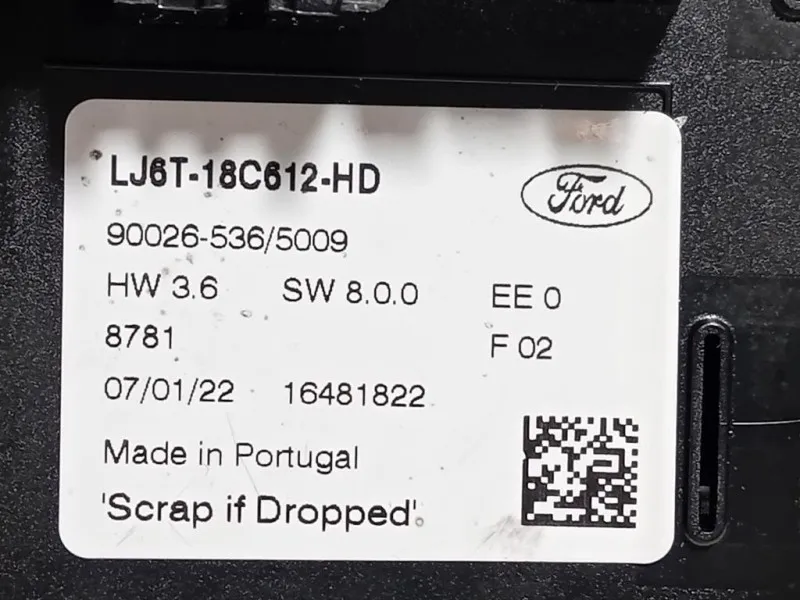 LJ6T-18C612-HD
Ford
90026-536/5009
HW 3.6 SW 8.0.0 EE 0
8781 F 02
07/01/22 16481822
Made in Portugal
'Scrap if Dropped'